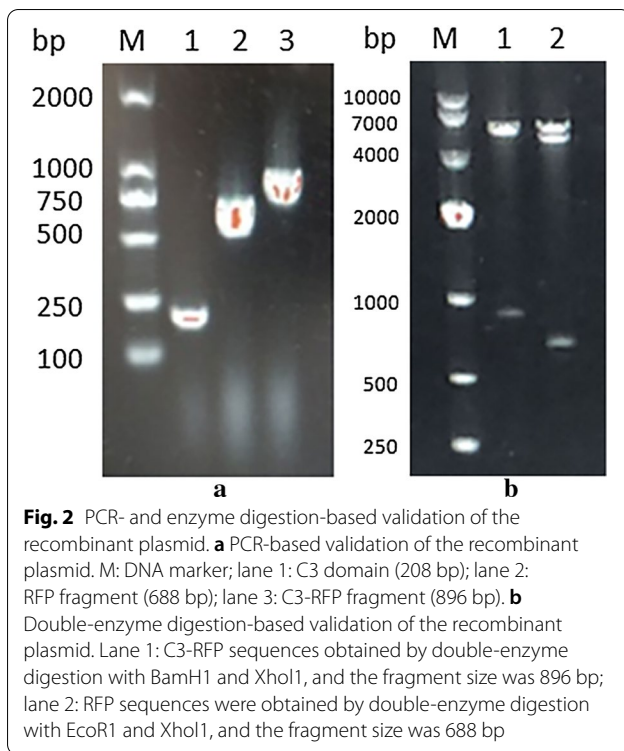 bp M 1 2 3
2000
1000
750
500
250
100
a
bp M 1 2
10000
7000
4000
2000
1000
500
250
b
Fig. 2 PCR- and enzyme digestion-based validation of the
recombinant plasmid. a PCR-based validation of the recombinant
plasmid. M: DNA marker; lane 1: C3 domain (208 bp); lane 2:
RFP fragment (688 bp); lane 3: C3-RFP fragment (896 bp). b
Double-enzyme digestion-based validation of the recombinant
plasmid. Lane 1: C3-RFP sequences obtained by double-enzyme
digestion with BamH1 and Xhol1, and the fragment size was 896 bp;
lane 2: RFP sequences were obtained by double-enzyme digestion
with EcoR1 and Xhol1, and the fragment size was 688 bp